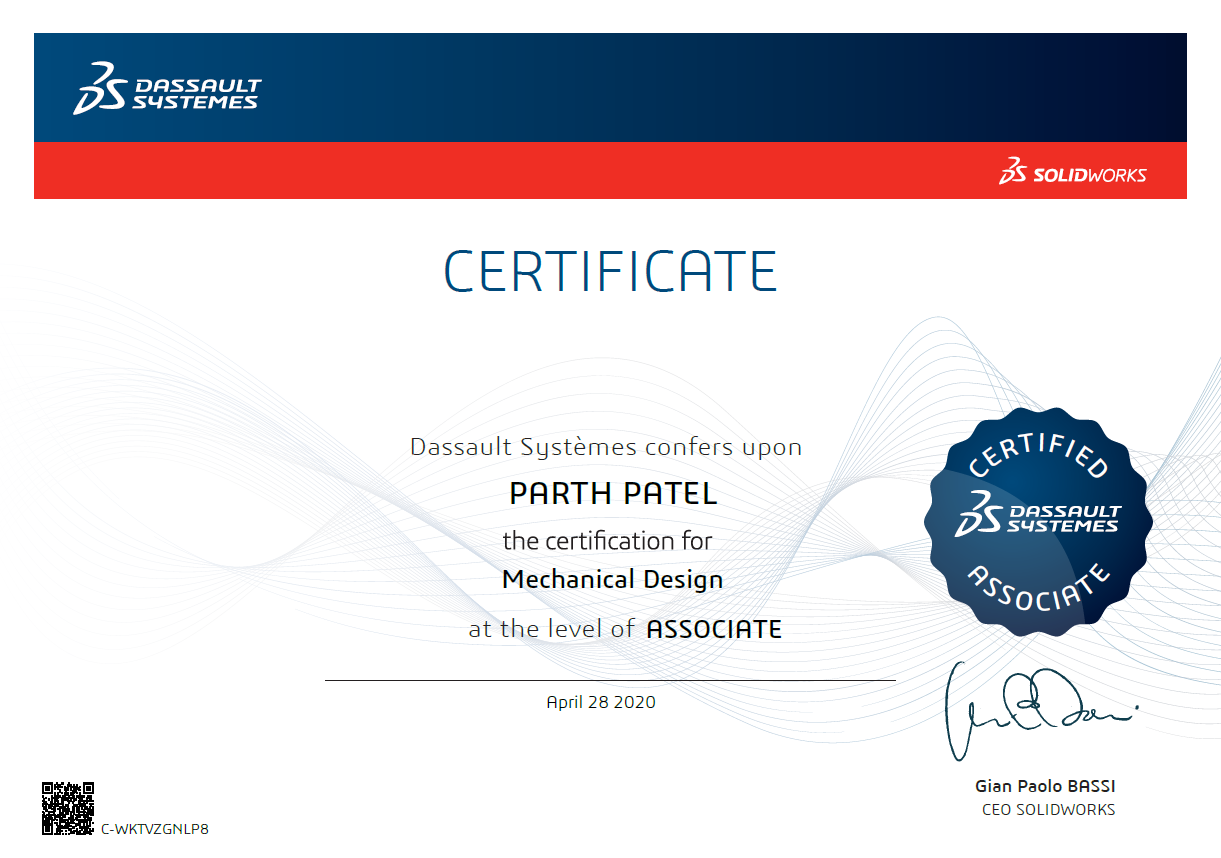 DASSAULT
SYSTEMES
SOLIDWORKS
CERTIFICATE
Dassault Systèmes confers upon
PARTH PATEL
the certification for
Mechanical Design
at the level of ASSOCIATE
April 28 2020
CERTIFIED
DASSAULT
SYSTEMES
ASSOCIATE
Gian Paolo BASSI
CEO SOLIDWORKS
C-WKTVZGNLP8